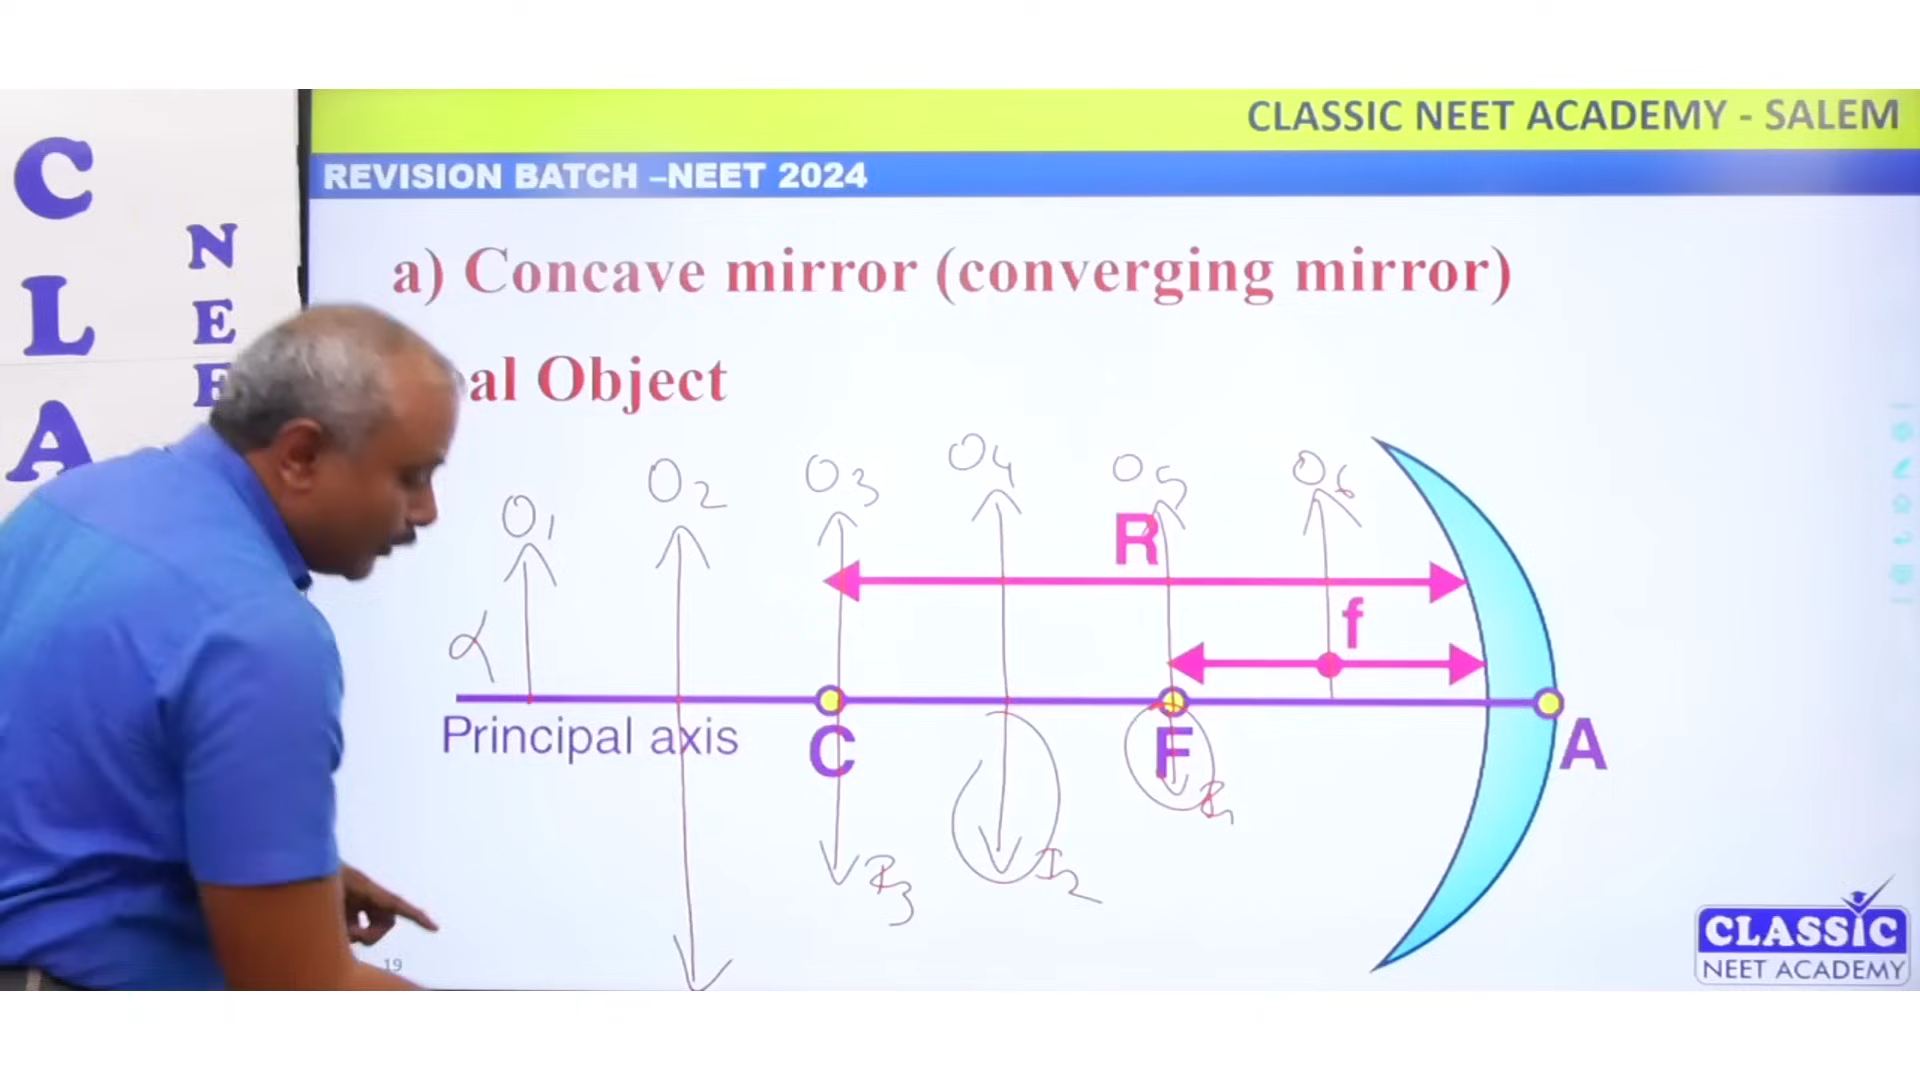 CLASSIC NEET ACADEMY - SALEM
REVISION BATCH –NEET 2024
C
L
A
N
E
E
a) Concave mirror (converging mirror)
al Object
O1
O2
O3
O4
O5
O6
R
f
α
Principal axis
C
F
A
I1
I2
I3
19
CLASSIC
NEET ACADEMY